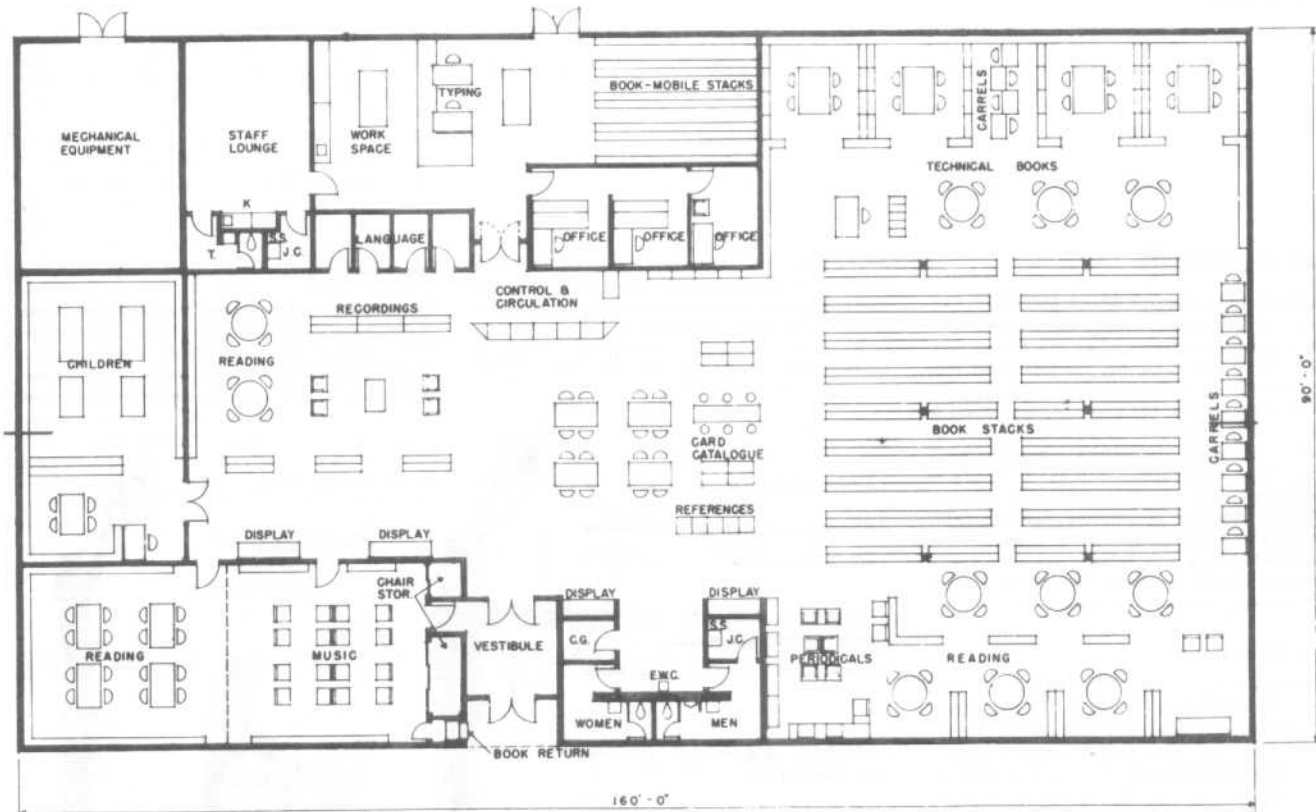 CARRELS
TYPING
BOOK-MOBILE STACKS
MECHANICAL
EQUIPMENT
STAFF
LOUNGE
WORK
SPACE
TECHNICAL BOOKS
K
T.
S.S.
J.C.
LANGUAGE
OFFICE
OFFICE
OFFICE
CONTROL &
CIRCULATION
RECORDINGS
CHILDREN
READING
BOOK STACKS
CARRELS
90'-0"
CARD
CATALOGUE
REFERENCES
DISPLAY
DISPLAY
CHAIR
STOR.
DISPLAY
DISPLAY
VESTIBULE
C.G.
S.S.
J.C.
READING
MUSIC
PERIODICALS
READING
E.W.C.
WOMEN
MEN
BOOK RETURN
160'-0"